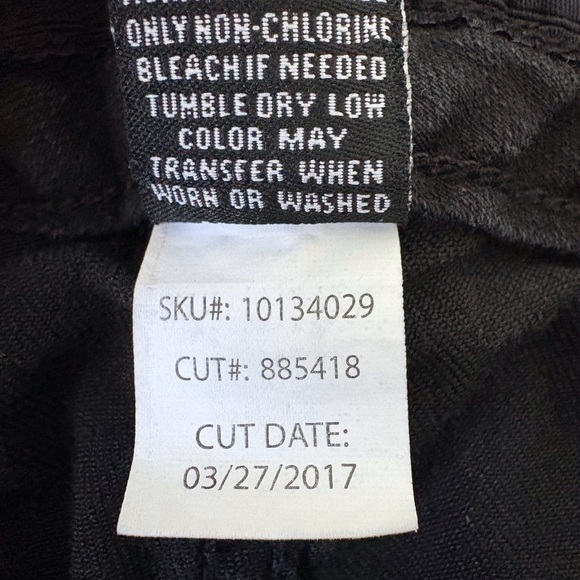 ONLY NON-CHLORINE
BLEACH IF NEEDED
TUMBLE DRY LOW
COLOR MAY
TRANSFER WHEN
WORN OR WASHED
SKU#: 10134029
CUT#: 885418
CUT DATE:
03/27/2017